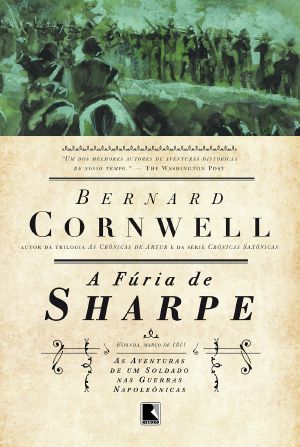 "Um dos melhores autores de aventuras históricas
de nosso tempo." — The Washington Post
Bernard
Cornwell
autor da trilogia As Crônicas de Artur e da série Crônicas Saxônicas
A Fúria de
Sharpe
Espanha, março de 1811
As Aventuras
de um Soldado
nas Guerras
Napoleônicas
R
RECORD